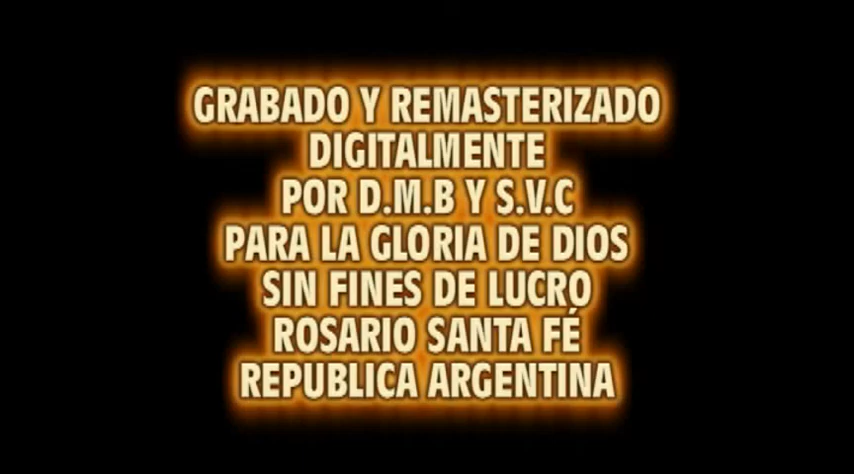 GRABADO Y REMASTERIZADO
DIGITALMENTE
POR D.M.B Y S.V.C
PARA LA GLORIA DE DIOS
SIN FINES DE LUCRO
ROSARIO SANTA FÉ
REPUBLICA ARGENTINA